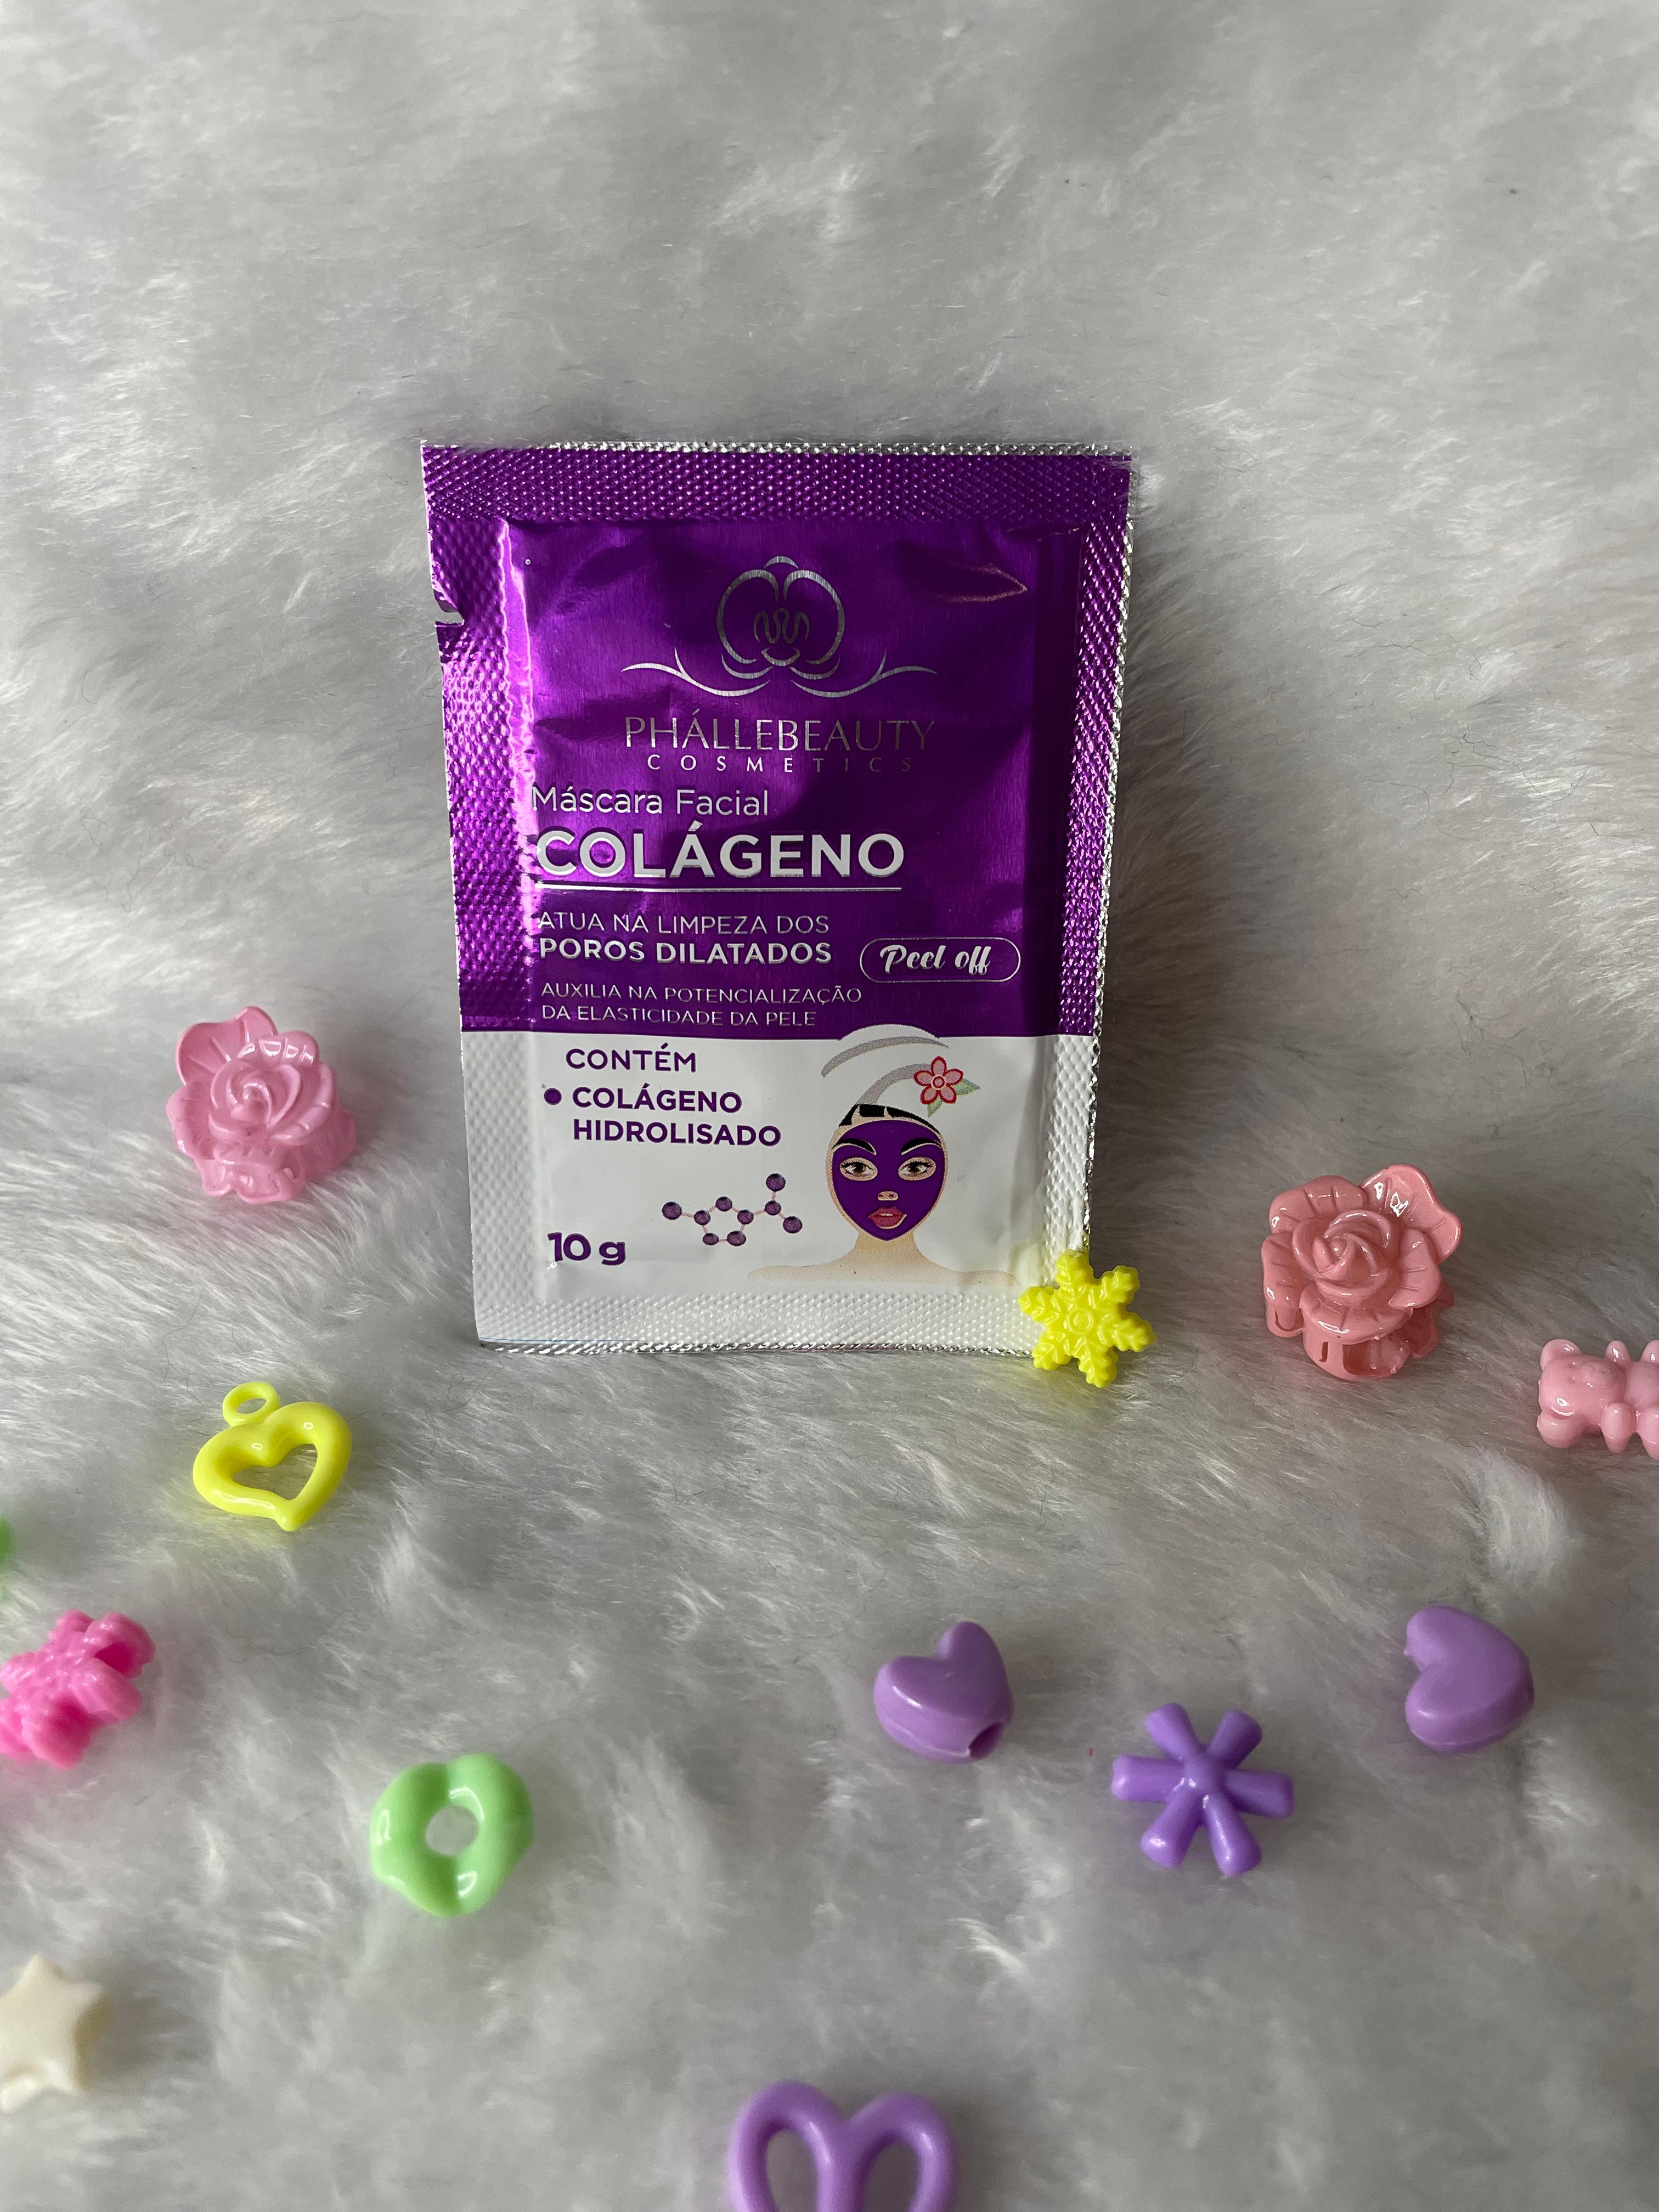 PHÁLLEBEAUTY
COSMETICS
Máscara Facial
COLÁGENO
ATUA NA LIMPEZA DOS
POROS DILATADOS
Peel off
AUXILIA NA POTENCIALIZAÇÃO
DA ELASTICIDADE DA PELE
CONTÉM
• COLÁGENO
HIDROLISADO
10 g